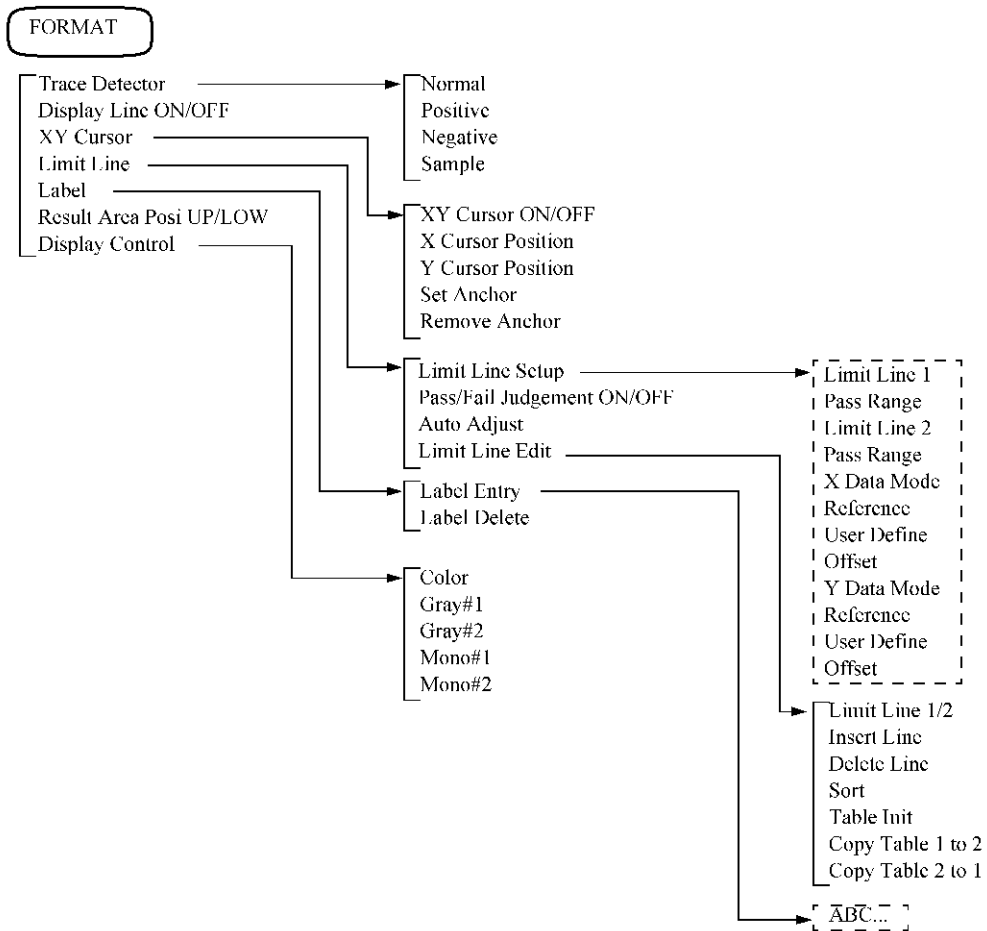 FORMAT
Trace Detector
Display Line ON/OFF
XY Cursor
Limit Line
Label
Result Area Posi UP/LOW
Display Control
Normal
Positive
Negative
Sample
XY Cursor ON/OFF
X Cursor Position
Y Cursor Position
Set Anchor
Remove Anchor
Limit Line Setup
Pass/Fail Judgement ON/OFF
Auto Adjust
Limit Line Edit
Label Entry
Label Delete
Color
Gray#1
Gray#2
Mono#1
Mono#2
Limit Line 1
Pass Range
Limit Line 2
Pass Range
X Data Mode
Reference
User Define
Offset
Y Data Mode
Reference
User Define
Offset
Limit Line 1/2
Insert Line
Delete Line
Sort
Table Init
Copy Table 1 to 2
Copy Table 2 to 1
ABC...